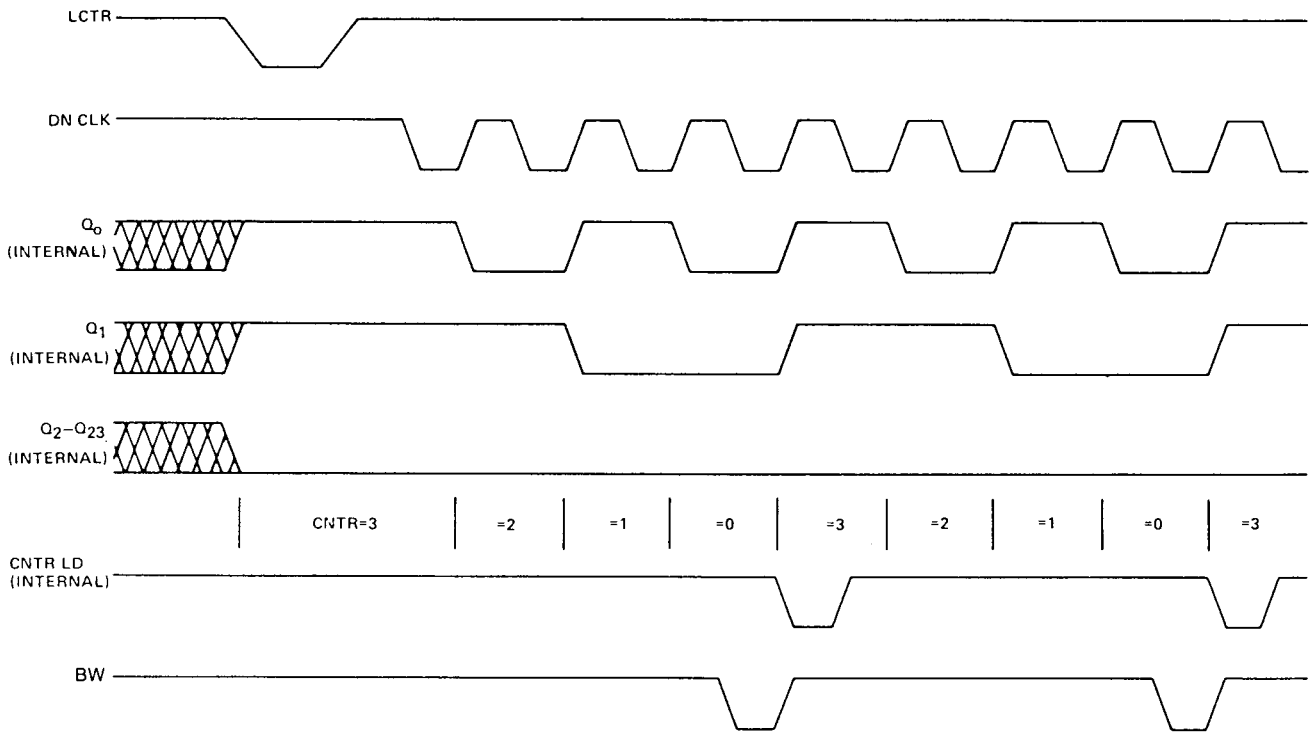 LCTR
DN CLK
Qo
(INTERNAL)
Q1
(INTERNAL)
Q2–Q23
(INTERNAL)
CNTR=3 =2 =1 =0 =3 =2 =1 =0 =3
CNTR LD
(INTERNAL)
BW